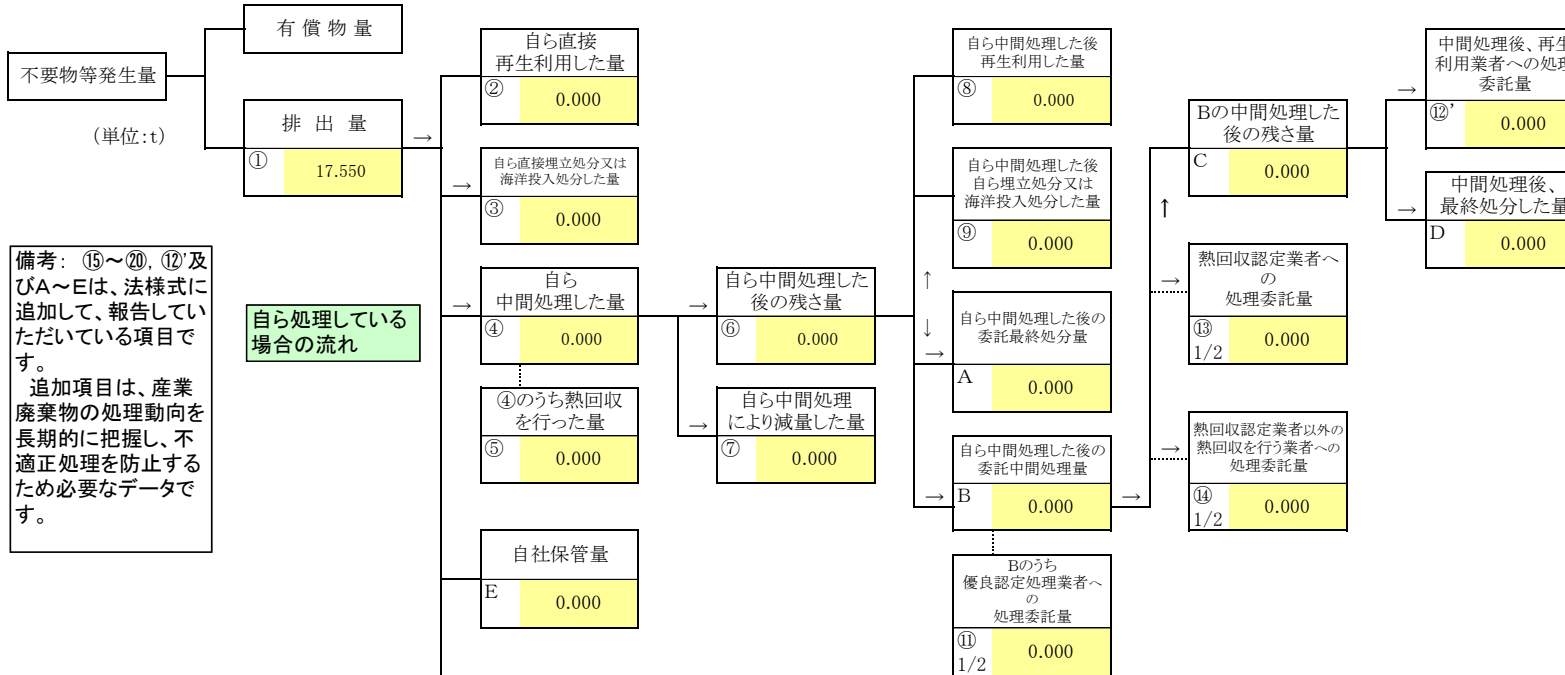 不要物等発生量
(単位:t)
有 償 物 量
排 出 量
①
17.550
→
備考: ⑮～⑳, ⑫'及
びA～Eは、法様式に
追加して、報告してい
ただいている項目で
す。
追加項目は、産業
廃棄物の処理動向を
長期的に把握し、不
適正処理を防止する
ため必要なデータで
す。
自ら処理している
場合の流れ
自ら直接
再生利用した量
②
0.000
→
自ら直接埋立処分又は
海洋投入処分した量
③
0.000
→
自ら
中間処理した量
④
0.000
④のうち熱回収
を行った量
⑤
0.000
自社保管量
E
0.000
→
自ら中間処理した
後の残さ量
⑥
0.000
→
自ら中間処理
により減量した量
⑦
0.000
自ら中間処理した後
再生利用した量
⑧
0.000
自ら中間処理した後
自ら埋立処分又は
海洋投入処分した量
⑨
0.000
↑
↓
→
自ら中間処理した後の
委託最終処分量
A
0.000
→
自ら中間処理した後の
委託中間処理量
B
0.000
→
Bのうち
優良認定処理業者へ
の
処理委託量
⑪
1/2
0.000
Bの中間処理した
後の残さ量
C
0.000
↑
→
熱回収認定業者へ
の
処理委託量
⑬
1/2
0.000
→
熱回収認定業者以外の
熱回収を行う業者への
処理委託量
⑭
1/2
0.000
→
中間処理後、再生
利用業者への処理
委託量
⑫'
0.000
→
中間処理後、
最終処分した量
D
0.000